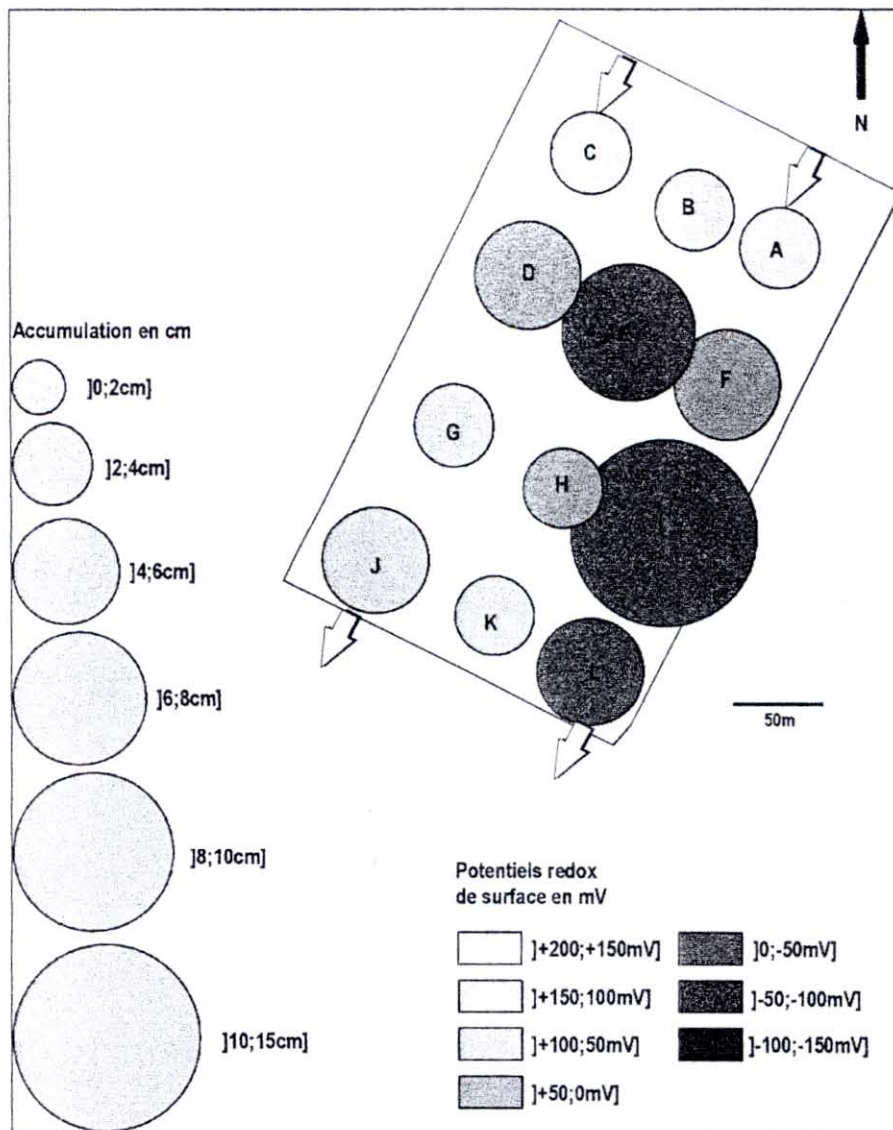 N
C
B
A
D
F
G
H
J
K
L
Accumulation en cm
]0;2cm}
]2;4cm]
]4;6cm]
]6;8cm]
]8;10cm]
]10;15cm]
50m
Potentiels redox
de surface en mV
]+200;+150mV]
]+150;100mV]
]+100;50mV]
]+50;0mV]
]0;-50mV]
]-50;-100mV]
]-100;-150mV]